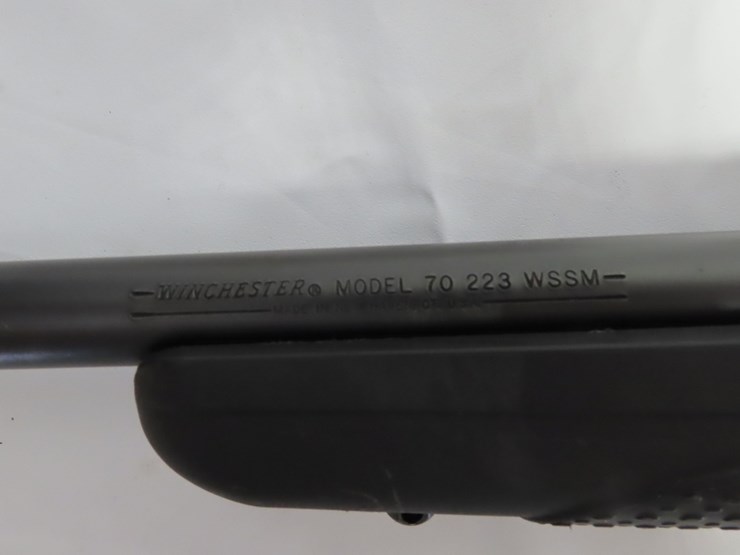 -WINCHESTER® MODEL 70 223 WSSM-